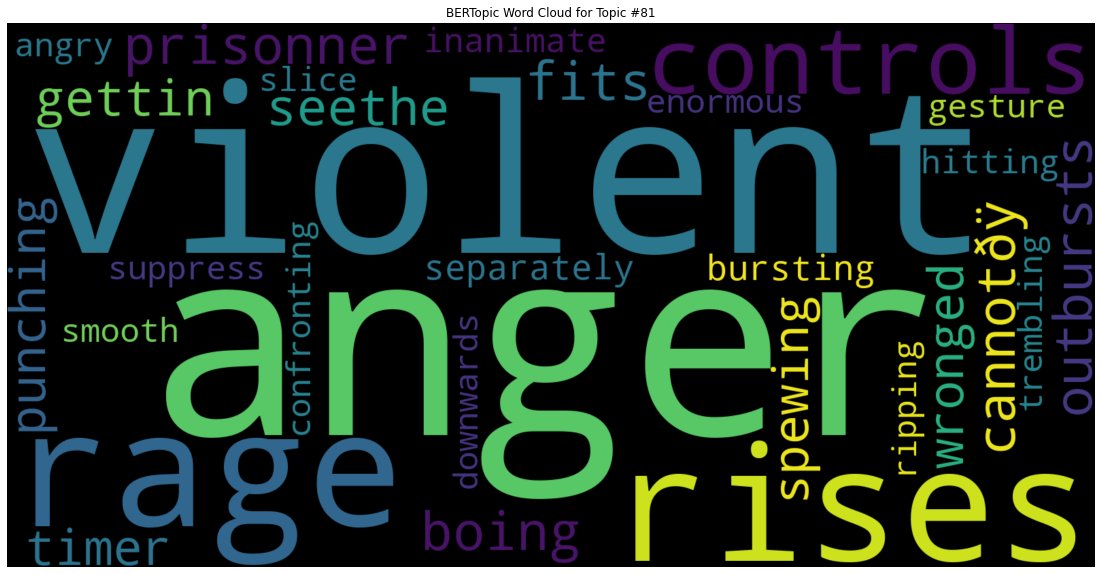 BERTopic Word Cloud for Topic #81
angry
prisonner
inanimate
controls
slice
fits
gettin
seethe
enormous
gesture
violent
hitting
outbursts
punching
suppress
confronting
separately
bursting
cannotðÿ
trembling
wronged
anger
smooth
downwards
spewing
ripping
rage
rises
timer
boing